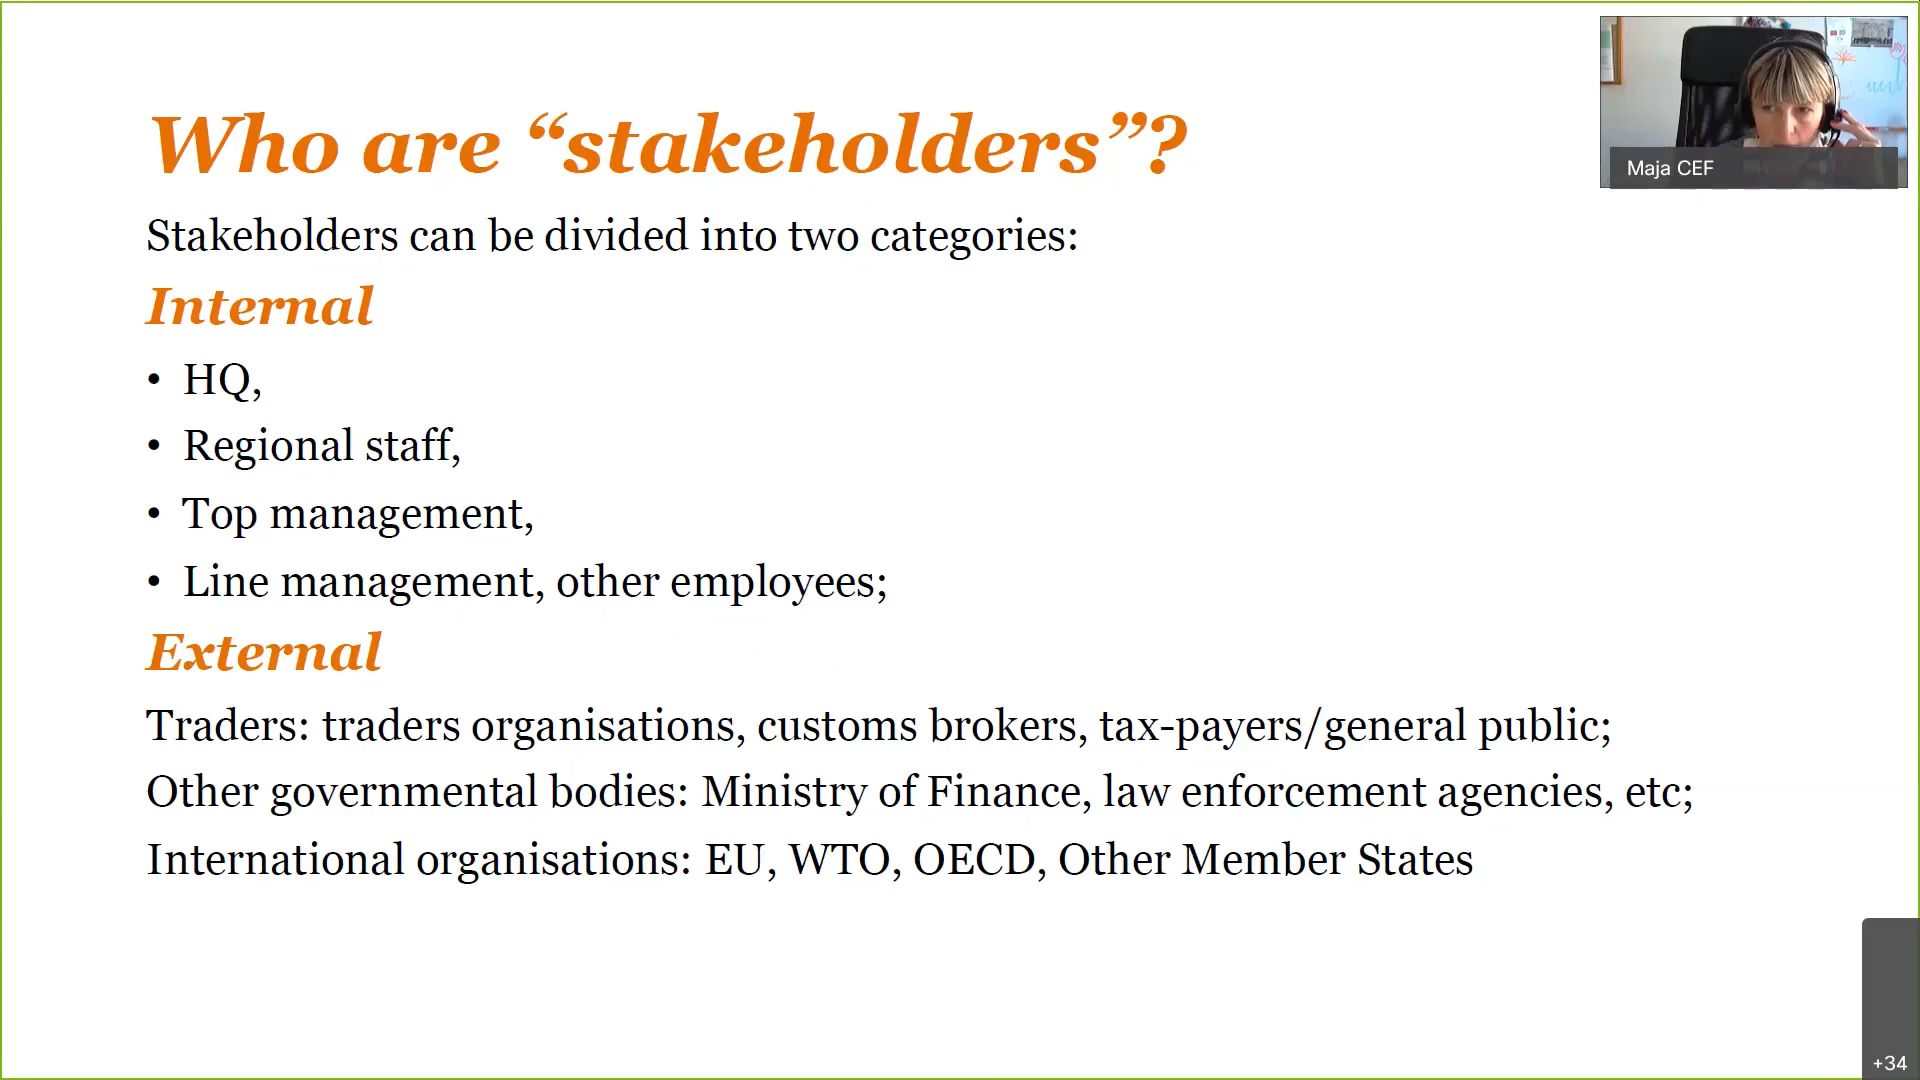 Who are “stakeholders”?
Stakeholders can be divided into two categories:
Internal
• HQ,
• Regional staff,
• Top management,
• Line management, other employees;
External
Traders: traders organisations, customs brokers, tax-payers/general public;
Other governmental bodies: Ministry of Finance, law enforcement agencies, etc;
International organisations: EU, WTO, OECD, Other Member States
Maja CEF
+34